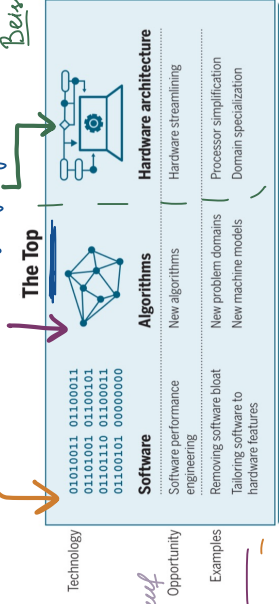 Beis
The Top
01010011 01100011
01101001 01100101
01101110 01100011
01100101 00000000
Software
Algorithms
Hardware architecture
Technology
Opportunity
Software performance
engineering
New algorithms
Hardware streamlining
Examples
Removing software bloat
Tailoring software to
hardware features
New problem domains
New machine models
Processor simplification
Domain specialization